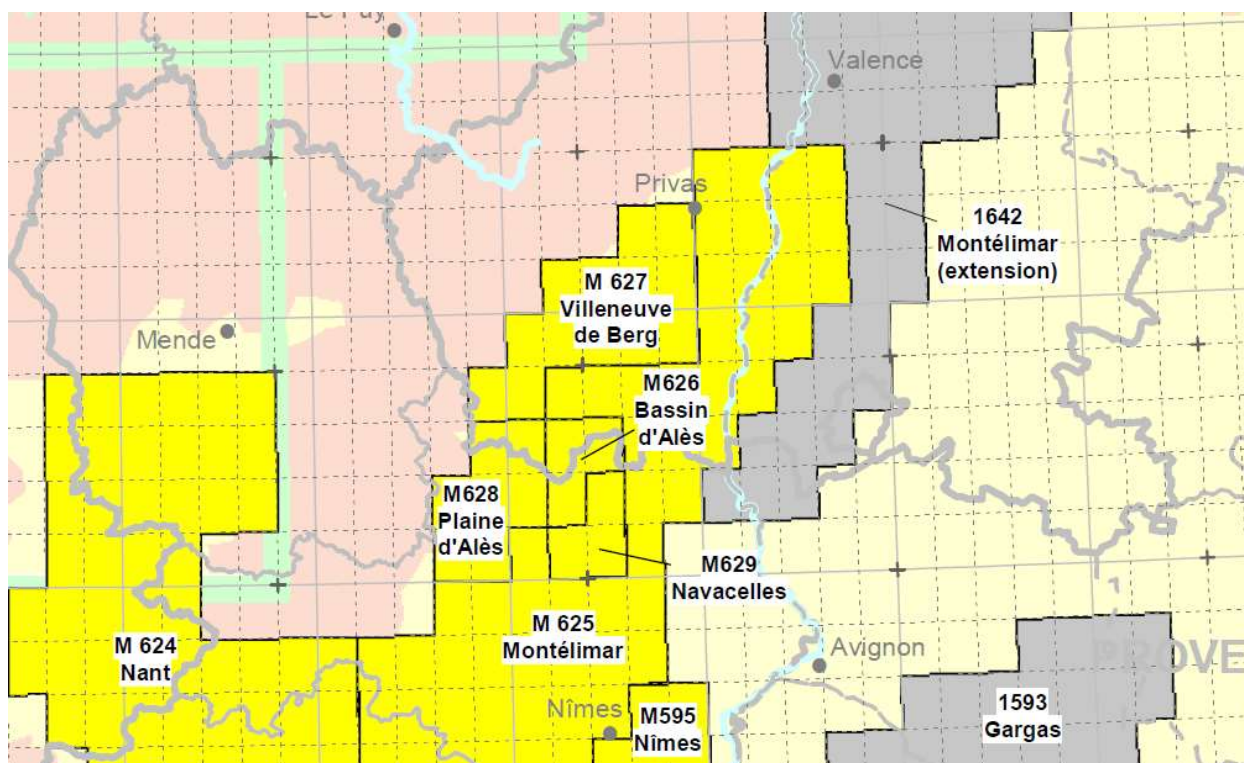 Le Puy
Valence
Privas
1642
Montélimar
(extension)
M 627
Villeneuve
de Berg
Mende
M626
Bassin
d'Alès
M628
Plaine
d'Alès
M629
Navacelles
M 624
Nant
M 625
Montélimar
Avignon
PROVE
Nîmes
M595
Nîmes
1593
Gargas